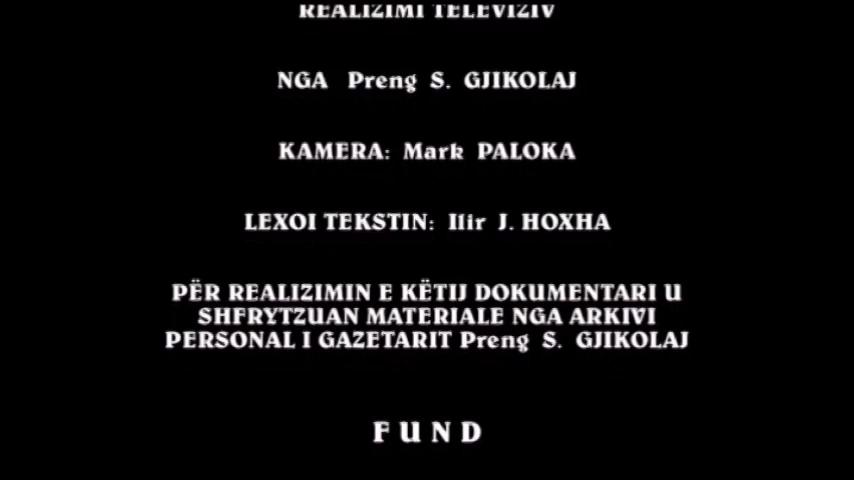 REALIZIMI TELEVIZIV
NGA Preng S. GJIKOLAJ
KAMERA: Mark PALOKA
LEXOI TEKSTIN: Ilir J. HOXHA
PËR REALIZIMIN E KËTIJ DOKUMENTARI U
SHFRYTZUAN MATERIALE NGA ARKIVI
PERSONAL I GAZETARIT Preng S. GJIKOLAJ
FUND